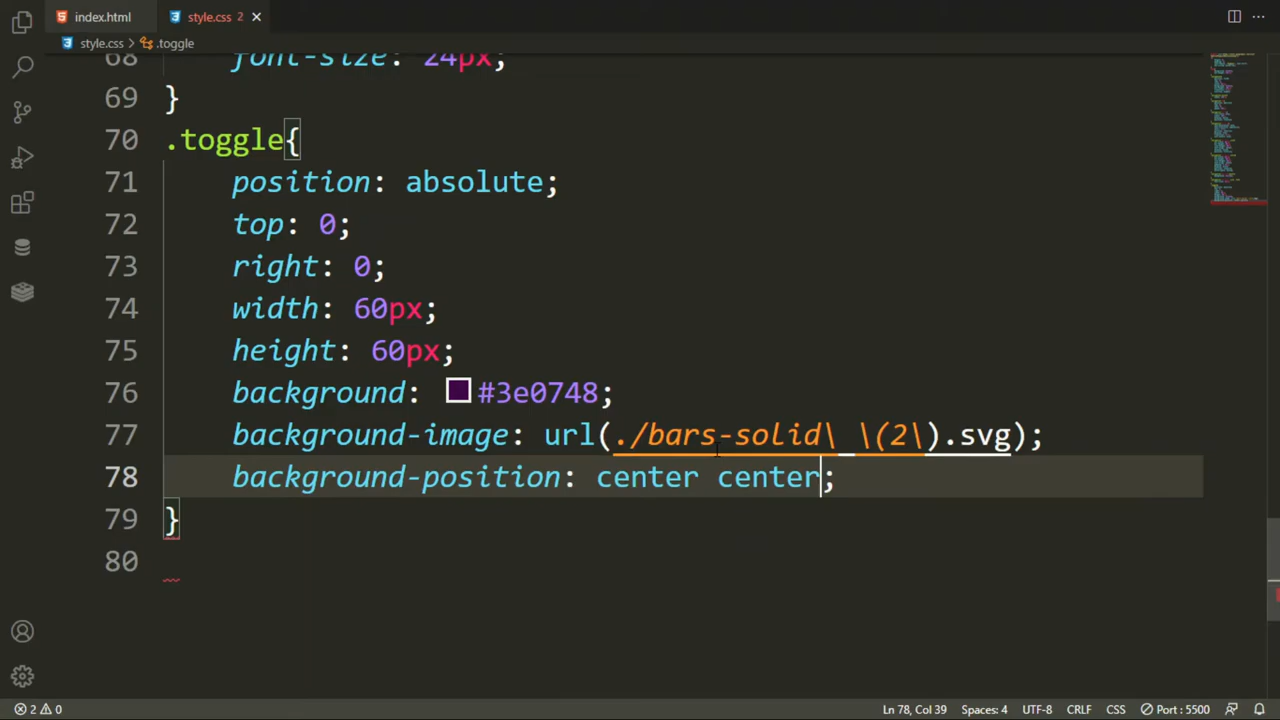 index.html
style.css 2
style.css > .toggle
68 font-size: 24px;
69 }
70 .toggle{
71 position: absolute;
72 top: 0;
73 right: 0;
74 width: 60px;
75 height: 60px;
76 background: #3e0748;
77 background-image: url(./bars-solid\ \(2\).svg);
78 background-position: center center;
79 }
80
2 0 Ln 78, Col 39 Spaces: 4 UTF-8 CRLF CSS Port : 5500